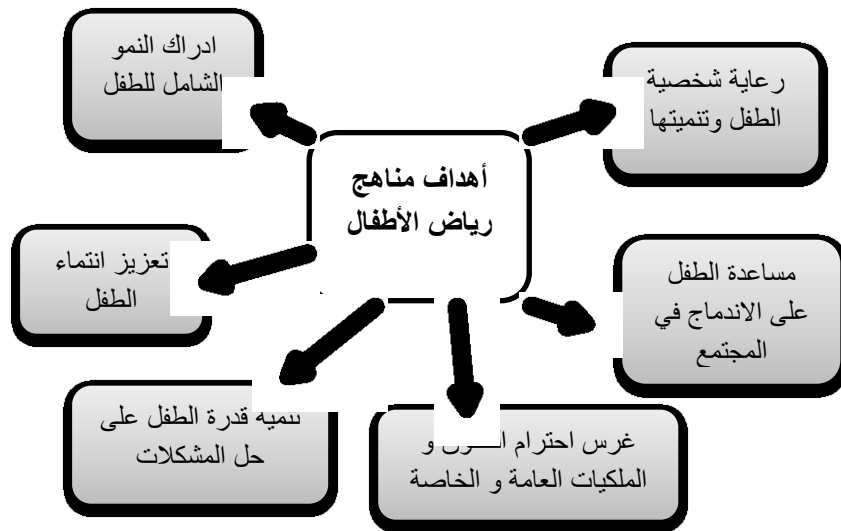 أهداف مناهج
رياض الأطفال
رعاية شخصية
الطفل وتنميتها
مساعدة الطفل
على الاندماج في
المجتمع
غرس احترام و
الملكيات العامة و الخاصة
تنمية قدرة الطفل على
حل المشكلات
تعزيز انتماء
الطفل
ادراك النمو
الشامل للطفل